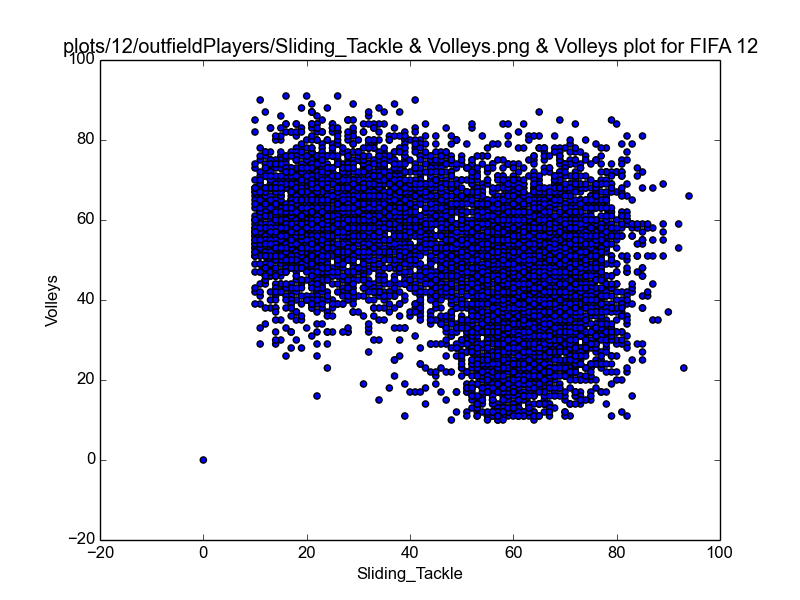 plots/12/outfieldPlayers/Sliding_Tackle & Volleys.png & Volleys plot for FIFA 12
100
80
60
40
20
0
−20
−20 0 20 40 60 80 100
Volleys
Sliding_Tackle